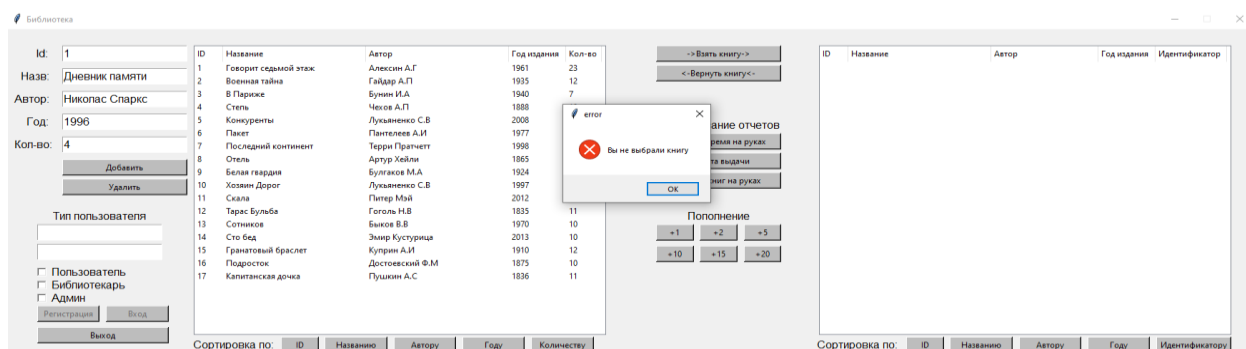 Библиотека
Id: 1
Назв: Дневник памяти
Автор: Николас Спаркс
Год: 1996
Кол-во: 4
Добавить
Удалить
Тип пользователя
Пользователь
Библиотекарь
Админ
Регистрация Вход
Выход
ID Название Автор Год издания Кол-во
1 Говорит седьмой этаж Алексин А.Г 1961 23
2 Военная тайна Гайдар А.П 1935 12
3 В Париже Бунин И.А 1940 7
4 Степь Чехов А.П 1888
5 Конкуренты Лукьяненко С.В 2008
6 Пакет Пантелеев А.И 1977
7 Последний континент Терри Пратчетт 1998
8 Отель Артур Хейли 1865
9 Белая гвардия Булгаков М.А 1924
10 Хозяин Дорог Лукьяненко С.В 1997
11 Скала Питер Мэй 2012
12 Тарас Бульба Гоголь Н.В 1835 11
13 Сотников Быков В.В 1970 10
14 Сто бед Эмир Кустурица 2013 10
15 Гранатовый браслет Куприн А.И 1910 12
16 Подросток Достоевский Ф.М 1875 10
17 Капитанская дочка Пушкин А.С 1836 11
Сортировка по: ID Названию Автору Году Количеству
->Взять книгу->
<-Вернуть книгу<-
отчетов
на руках
выдачи
на руках
error
Вы не выбрали книгу
OK
Пополнение
+1 +2 +5
+10 +15 +20
ID Название Автор Год издания Идентификатор
Сортировка по: ID Названию Автору Году Идентификатору